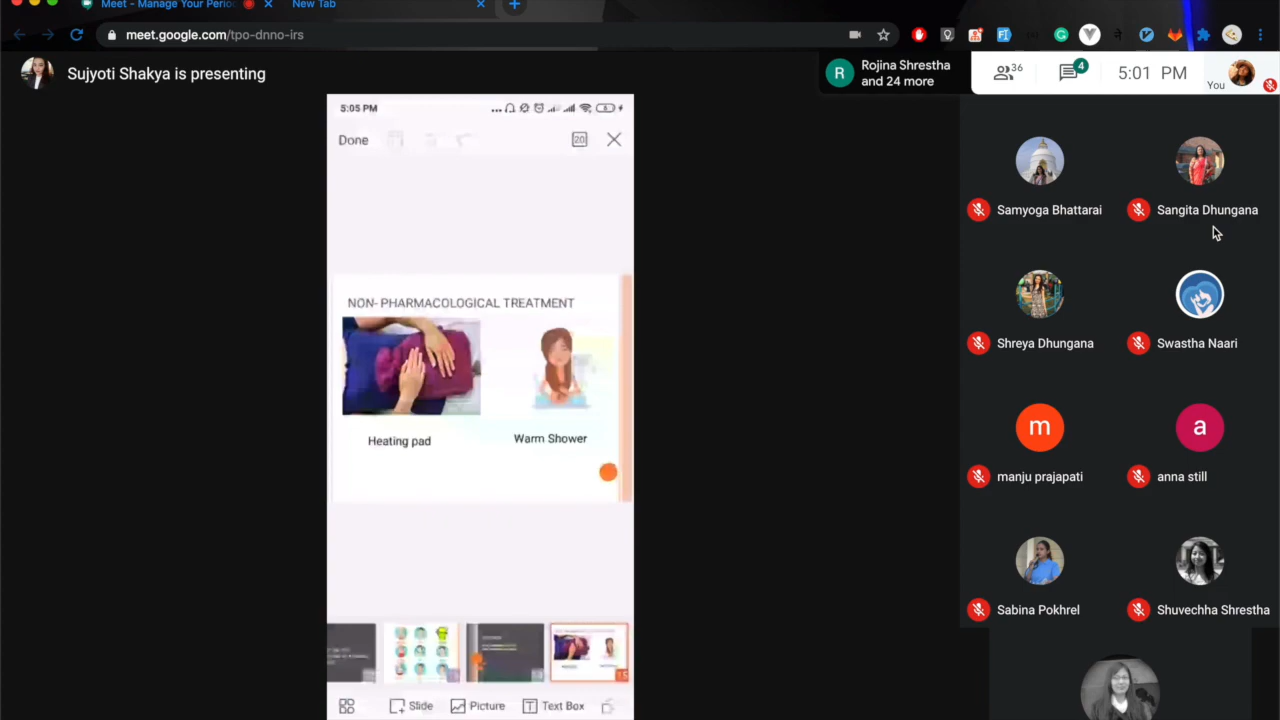 Meet - Manage Your Perio
New Tab
meet.google.com/tpo-dnno-irs
Sujyoti Shakya is presenting
R
Rojina Shrestha
and 24 more
36
4
5:01 PM
You
5:05 PM
Done
20
NON- PHARMACOLOGICAL TREATMENT
Heating pad
Warm Shower
15
Slide
Picture
Text Box
Samyoga Bhattarai
Sangita Dhungana
Shreya Dhungana
Swastha Naari
m
a
manju prajapati
anna still
Sabina Pokhrel
Shuvechha Shrestha